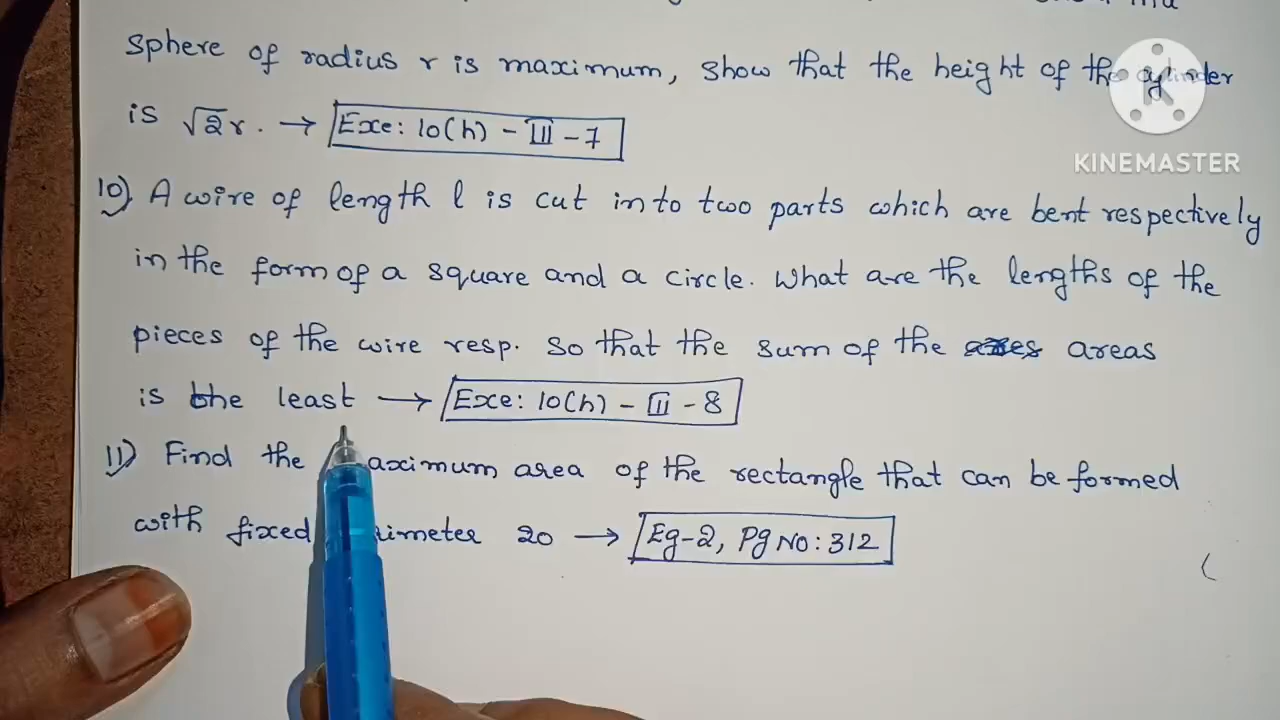 sphere of radius r is maximum, show that the height of the cylinder
is √2r. → Exe: 10(h) - III - 7
KINEMASTER
10) A wire of length l is cut into two parts which are bent respectively
in the form of a square and a circle. What are the lengths of the
pieces of the wire resp. so that the sum of the areas
is the least → Exe: 10(h) - III - 8
11) Find the maximum area of the rectangle that can be formed
with fixed perimeter 20 → Eg-2, Pg No: 312